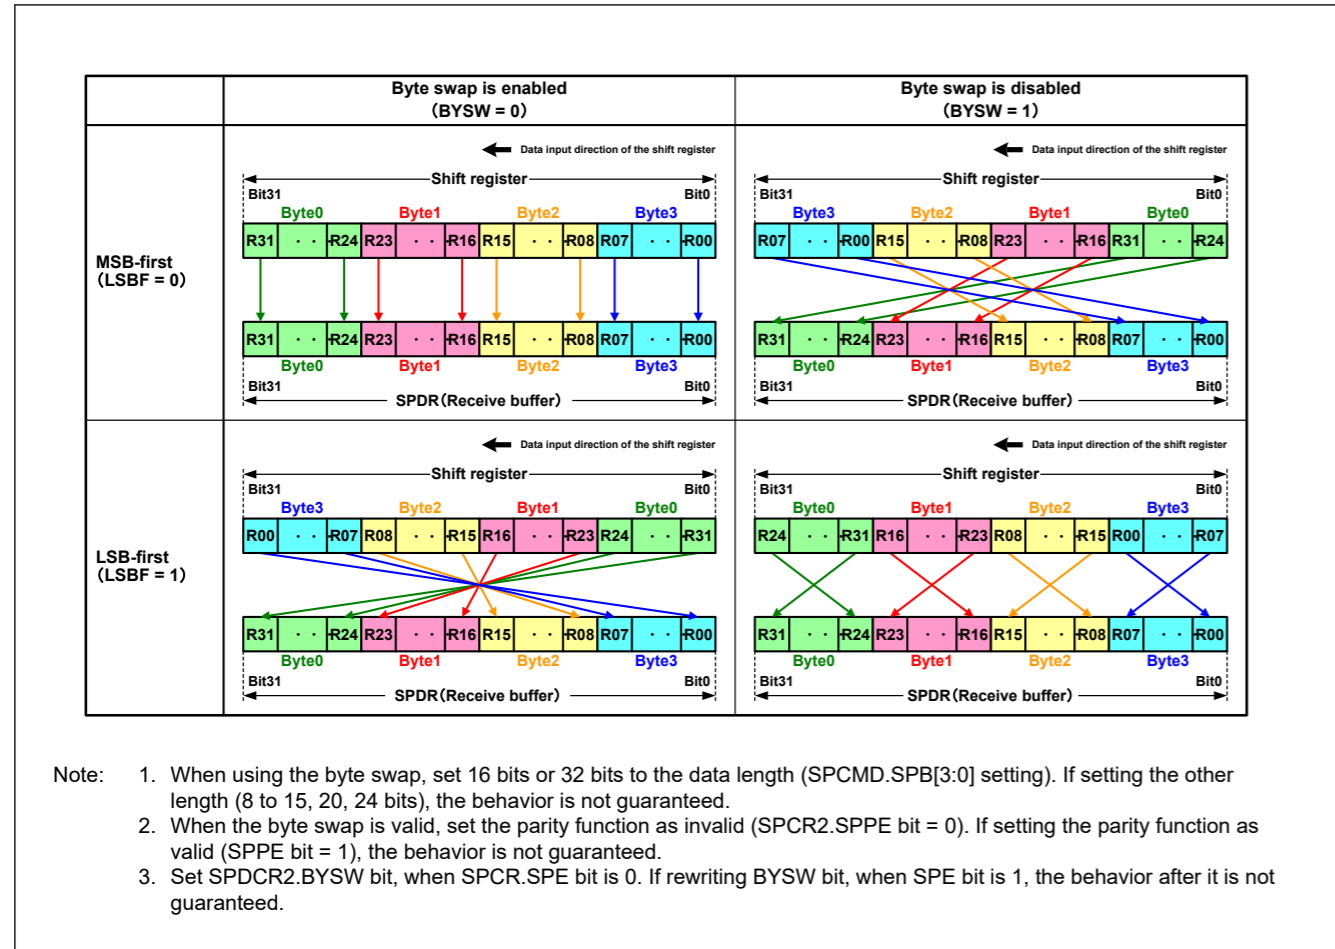 Byte swap is enabled
(BYSW = 0)
Byte swap is disabled
(BYSW = 1)
MSB-first
(LSBF = 0)
Data input direction of the shift register
Shift register
Bit31 Bit0
Byte0 Byte1 Byte2 Byte3
R31 · · R24 R23 · · R16 R15 · · R08 R07 · · R00
R31 · · R24 R23 · · R16 R15 · · R08 R07 · · R00
Byte0 Byte1 Byte2 Byte3
Bit31 Bit0
SPDR(Receive buffer)
Data input direction of the shift register
Shift register
Bit31 Bit0
Byte3 Byte2 Byte1 Byte0
R07 · · R00 R15 · · R08 R23 · · R16 R31 · · R24
R31 · · R24 R23 · · R16 R15 · · R08 R07 · · R00
Byte0 Byte1 Byte2 Byte3
Bit31 Bit0
SPDR(Receive buffer)
LSB-first
(LSBF = 1)
Data input direction of the shift register
Shift register
Bit31 Bit0
Byte3 Byte2 Byte1 Byte0
R00 · · R07 R08 · · R15 R16 · · R23 R24 · · R31
R31 · · R24 R23 · · R16 R15 · · R08 R07 · · R00
Byte0 Byte1 Byte2 Byte3
Bit31 Bit0
SPDR(Receive buffer)
Data input direction of the shift register
Shift register
Bit31 Bit0
Byte0 Byte1 Byte2 Byte3
R24 · · R31 R16 · · R23 R08 · · R15 R00 · · R07
R31 · · R24 R23 · · R16 R15 · · R08 R07 · · R00
Byte0 Byte1 Byte2 Byte3
Bit31 Bit0
SPDR(Receive buffer)
Note: 1. When using the byte swap, set 16 bits or 32 bits to the data length (SPCMD.SPB[3:0] setting). If setting the other
length (8 to 15, 20, 24 bits), the behavior is not guaranteed.
2. When the byte swap is valid, set the parity function as invalid (SPCR2.SPPE bit = 0). If setting the parity function as
valid (SPPE bit = 1), the behavior is not guaranteed.
3. Set SPDCR2.BYSW bit, when SPCR.SPE bit is 0. If rewriting BYSW bit, when SPE bit is 1, the behavior after it is not
guaranteed.